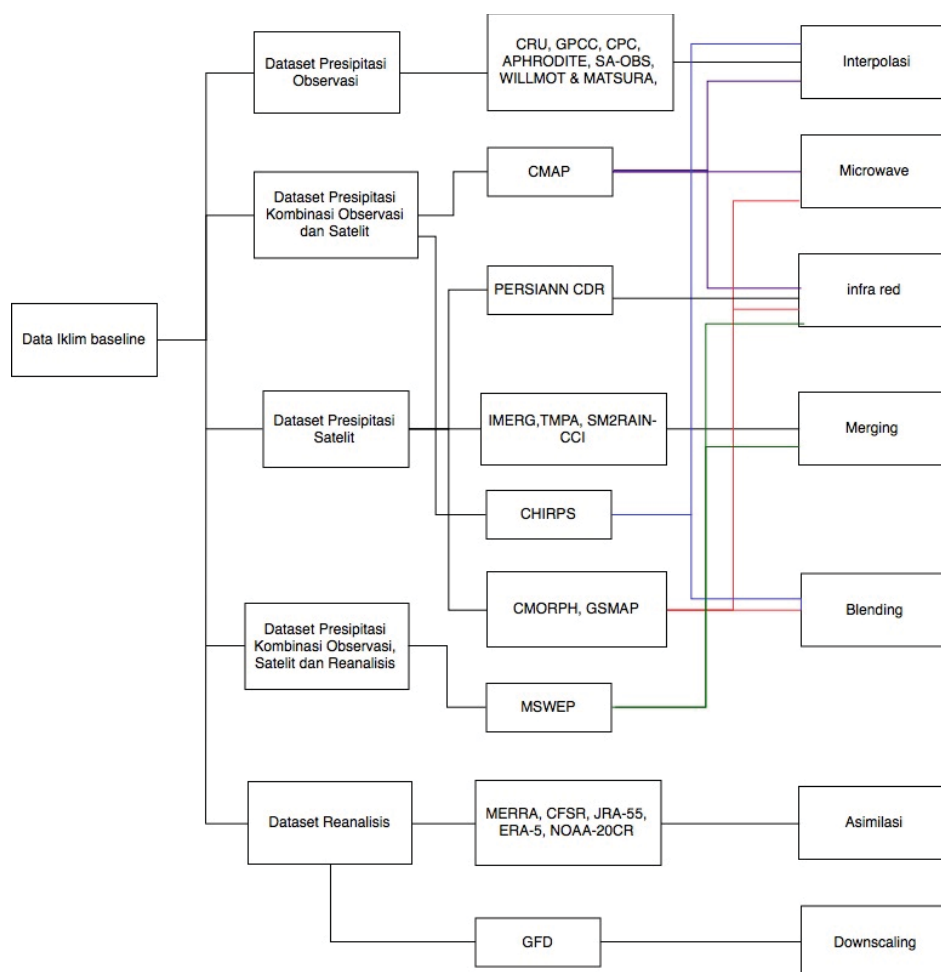 Data Iklim baseline
Dataset Presipitasi
Observasi
Dataset Presipitasi
Kombinasi Observasi
dan Satelit
Dataset Presipitasi
Satelit
Dataset Presipitasi
Kombinasi Observasi,
Satelit dan Reanalisis
Dataset Reanalisis
CRU, GPCC, CPC,
APHRODITE, SA-OBS,
WILLMOT & MATSURA,
CMAP
PERSIANN CDR
IMERG,TMPA, SM2RAIN-
CCI
CHIRPS
CMORPH, GSMAP
MSWEP
MERRA, CFSR, JRA-55,
ERA-5, NOAA-20CR
GFD
Interpolasi
Microwave
infra red
Merging
Blending
Asimilasi
Downscaling